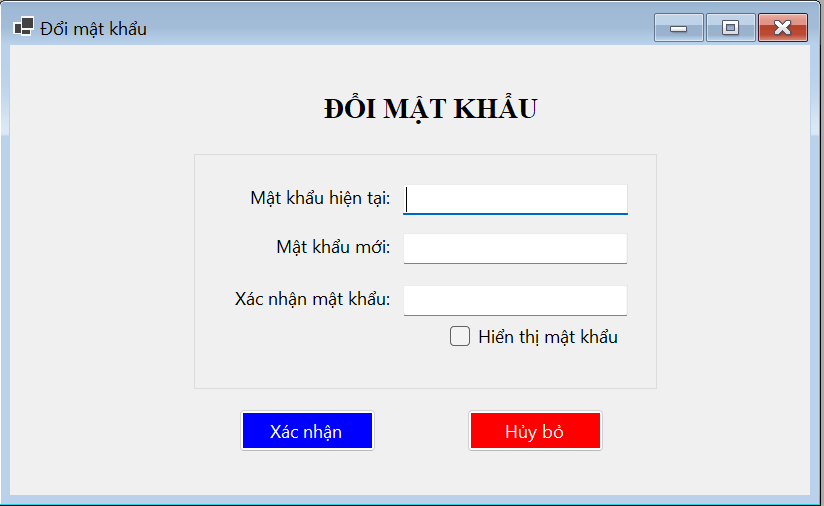 Đổi mật khẩu
ĐỔI MẬT KHẨU
Mật khẩu hiện tại:
Mật khẩu mới:
Xác nhận mật khẩu:
Hiển thị mật khẩu
Xác nhận
Hủy bỏ